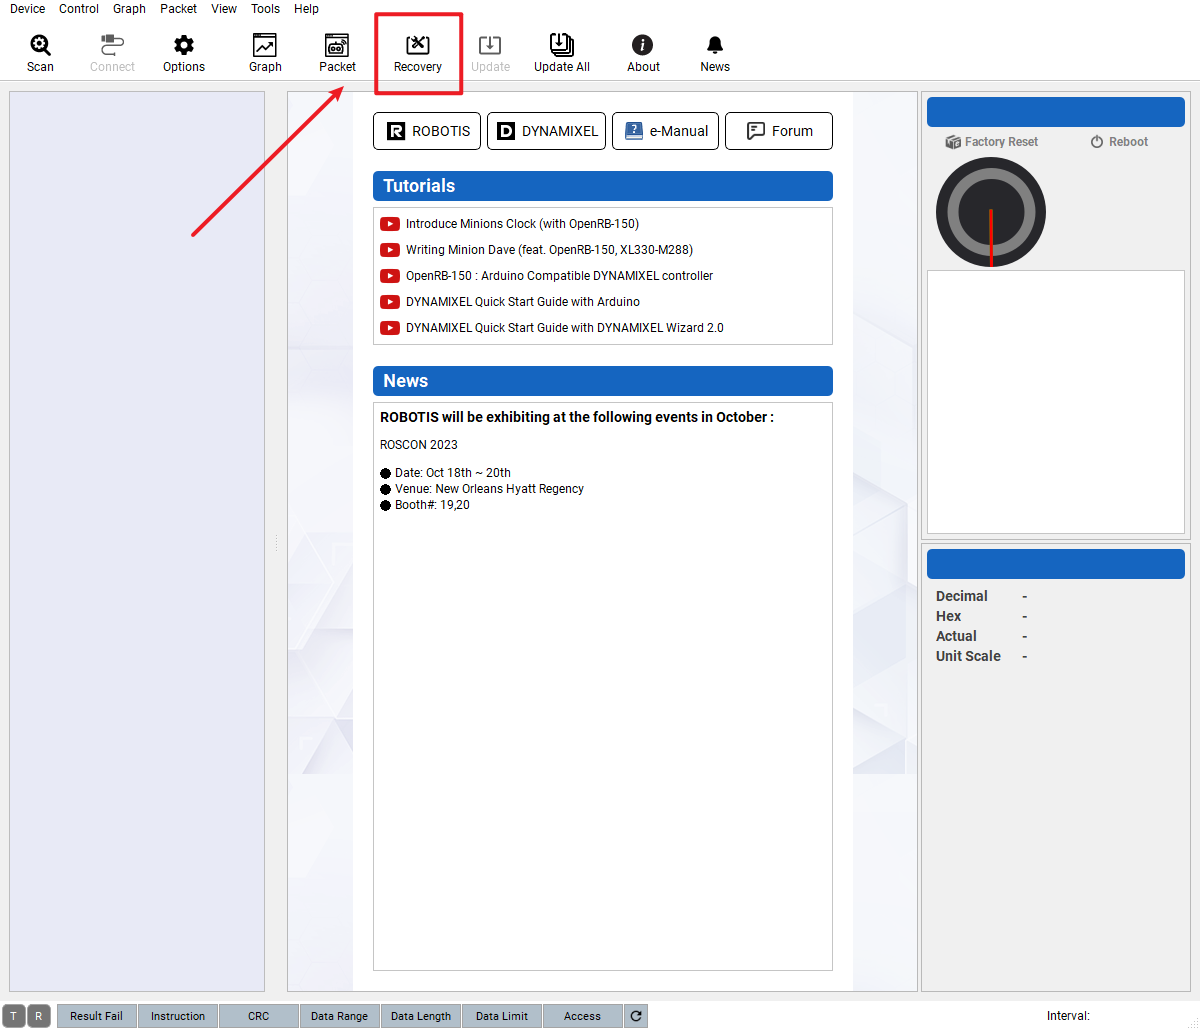 Device Control Graph Packet View Tools Help
Scan Connect Options Graph Packet Recovery Update Update All About News
ROBOTIS DYNAMIXEL e-Manual Forum
Tutorials
Introduce Minions Clock (with OpenRB-150)
Writing Minion Dave (feat. OpenRB-150, XL330-M288)
OpenRB-150 : Arduino Compatible DYNAMIXEL controller
DYNAMIXEL Quick Start Guide with Arduino
DYNAMIXEL Quick Start Guide with DYNAMIXEL Wizard 2.0
News
ROBOTIS will be exhibiting at the following events in October :
ROSCON 2023
Date: Oct 18th ~ 20th
Venue: New Orleans Hyatt Regency
Booth#: 19,20
Factory Reset Reboot
Decimal -
Hex -
Actual -
Unit Scale -
T R Result Fail Instruction CRC Data Range Data Length Data Limit Access Interval: